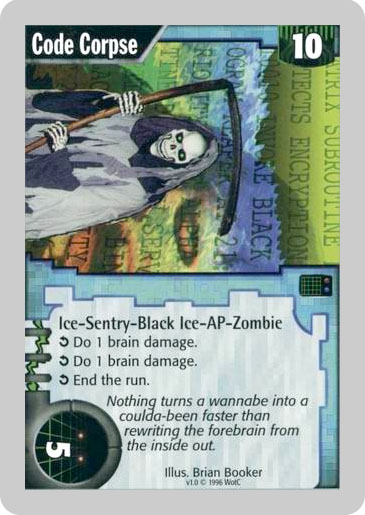 Code Corpse
10
TRIX SUBROUTINE
TECTS ENCRYPTION
BLACK
Ice-Sentry-Black Ice-AP-Zombie
Do 1 brain damage.
Do 1 brain damage.
End the run.
Nothing turns a wannabe into a
coulda-been faster than
rewriting the forebrain from
the inside out.
5
Illus. Brian Booker
v1.0 © 1996 WotC